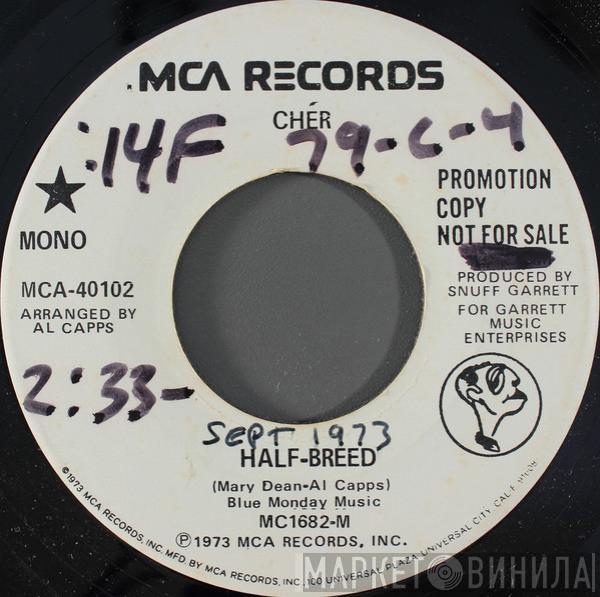 MCA RECORDS
CHÉR
:14F
79-C-4
MONO
PROMOTION
COPY
NOT FOR SALE
MCA-40102
ARRANGED BY
AL CAPPS
PRODUCED BY
SNUFF GARRETT
FOR GARRETT
MUSIC
ENTERPRISES
2:33-
SEPT 1973
HALF-BREED
(Mary Dean-Al Capps)
Blue Monday Music
MC1682-M
℗1973 MCA RECORDS, INC.
©1973 MCA RECORDS, INC. MFD. BY MCA RECORDS, INC., 100 UNIVERSAL PLAZA, UNIVERSAL CITY, CALIF.
МАРКЕТ ВИНИЛА